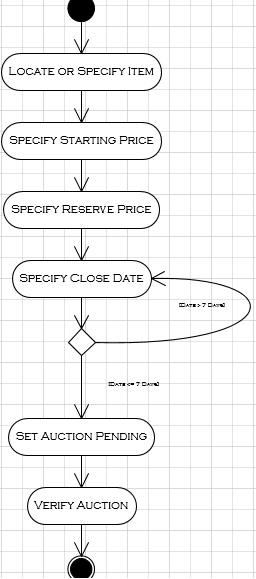 Locate or Specify Item
Specify Starting Price
Specify Reserve Price
Specify Close Date
[Date > 7 Days]
[Date <= 7 Days]
Set Auction Pending
Verify Auction